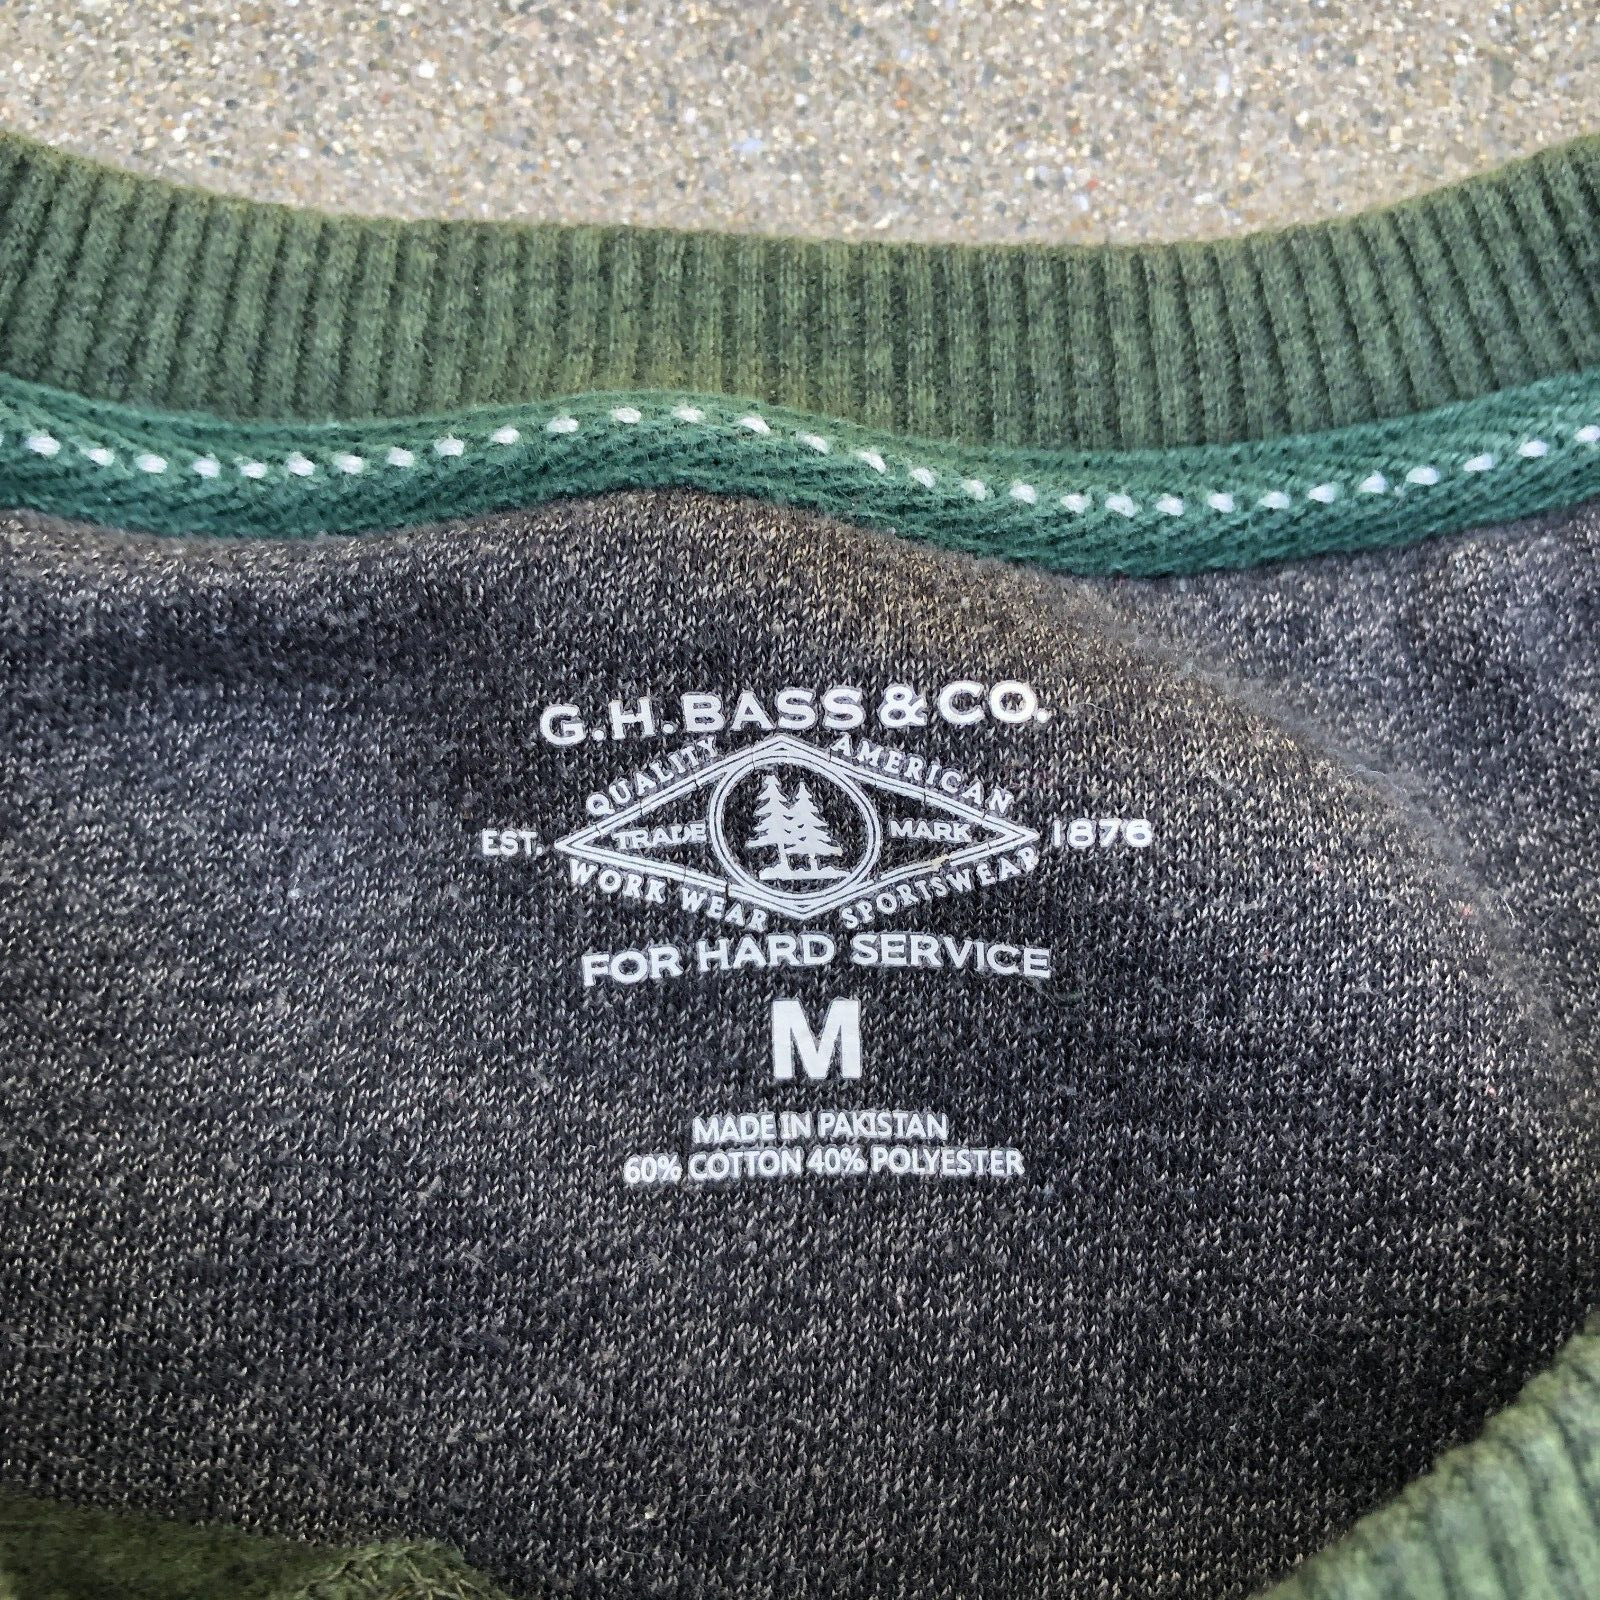 G.H. BASS & CO.
QUALITY AMERICAN
EST. TRADE MARK 1876
WORK WEAR SPORTSWEAR
FOR HARD SERVICE
M
MADE IN PAKISTAN
60% COTTON 40% POLYESTER